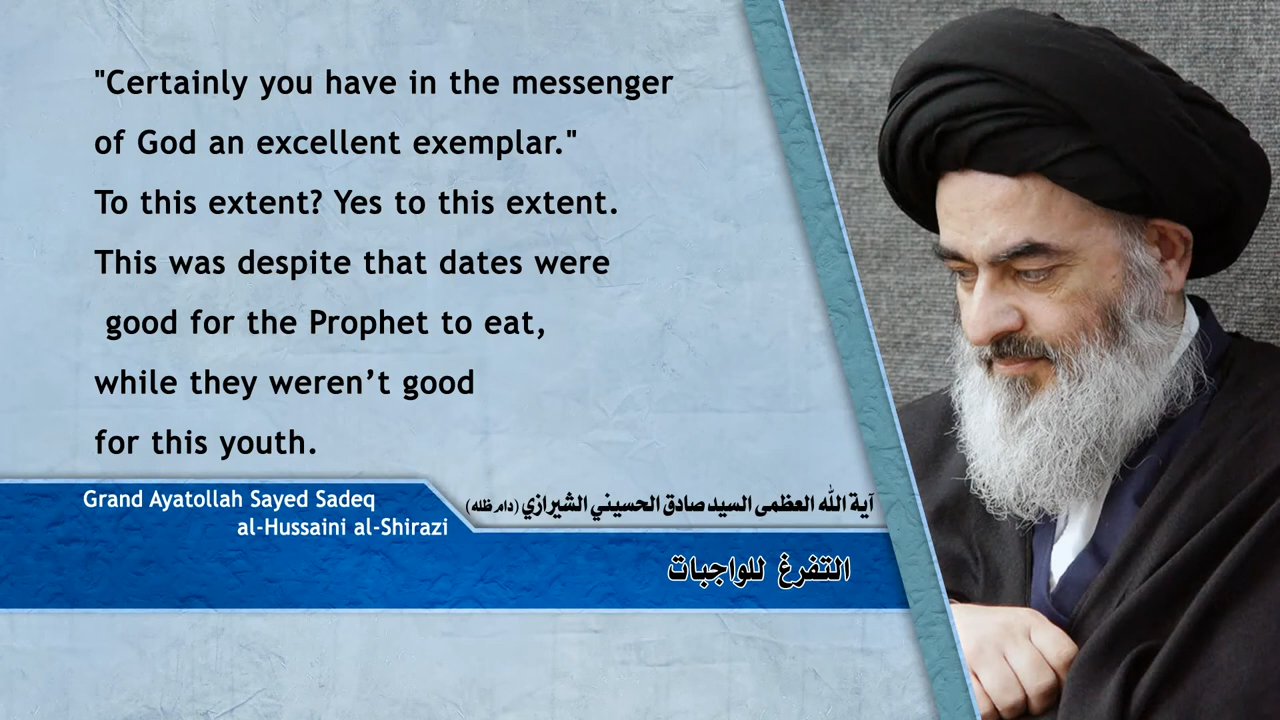 "Certainly you have in the messenger
of God an excellent exemplar."
To this extent? Yes to this extent.
This was despite that dates were
good for the Prophet to eat,
while they weren’t good
for this youth.
Grand Ayatollah Sayed Sadeq
al-Hussaini al-Shirazi
آية الله العظمى السيد صادق الحسيني الشيرازي (دام ظله)
التفرغ للواجبات